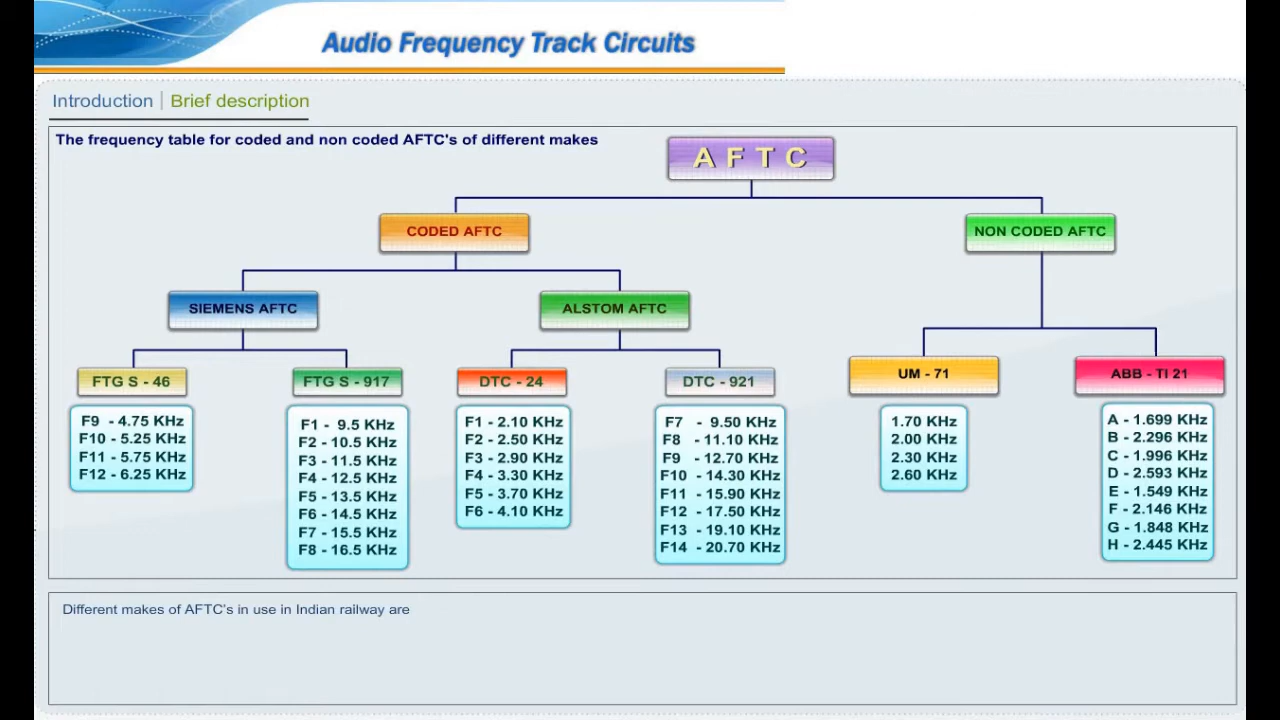 Audio Frequency Track Circuits
Introduction | Brief description
The frequency table for coded and non coded AFTC's of different makes
A F T C
CODED AFTC
NON CODED AFTC
SIEMENS AFTC
ALSTOM AFTC
FTG S - 46
F9 - 4.75 KHz
F10 - 5.25 KHz
F11 - 5.75 KHz
F12 - 6.25 KHz
FTG S - 917
F1 - 9.5 KHz
F2 - 10.5 KHz
F3 - 11.5 KHz
F4 - 12.5 KHz
F5 - 13.5 KHz
F6 - 14.5 KHz
F7 - 15.5 KHz
F8 - 16.5 KHz
DTC - 24
F1 - 2.10 KHz
F2 - 2.50 KHz
F3 - 2.90 KHz
F4 - 3.30 KHz
F5 - 3.70 KHz
F6 - 4.10 KHz
DTC - 921
F7 - 9.50 KHz
F8 - 11.10 KHz
F9 - 12.70 KHz
F10 - 14.30 KHz
F11 - 15.90 KHz
F12 - 17.50 KHz
F13 - 19.10 KHz
F14 - 20.70 KHz
UM - 71
1.70 KHz
2.00 KHz
2.30 KHz
2.60 KHz
ABB - TI 21
A - 1.699 KHz
B - 2.296 KHz
C - 1.996 KHz
D - 2.593 KHz
E - 1.549 KHz
F - 2.146 KHz
G - 1.848 KHz
H - 2.445 KHz
Different makes of AFTC's in use in Indian railway are